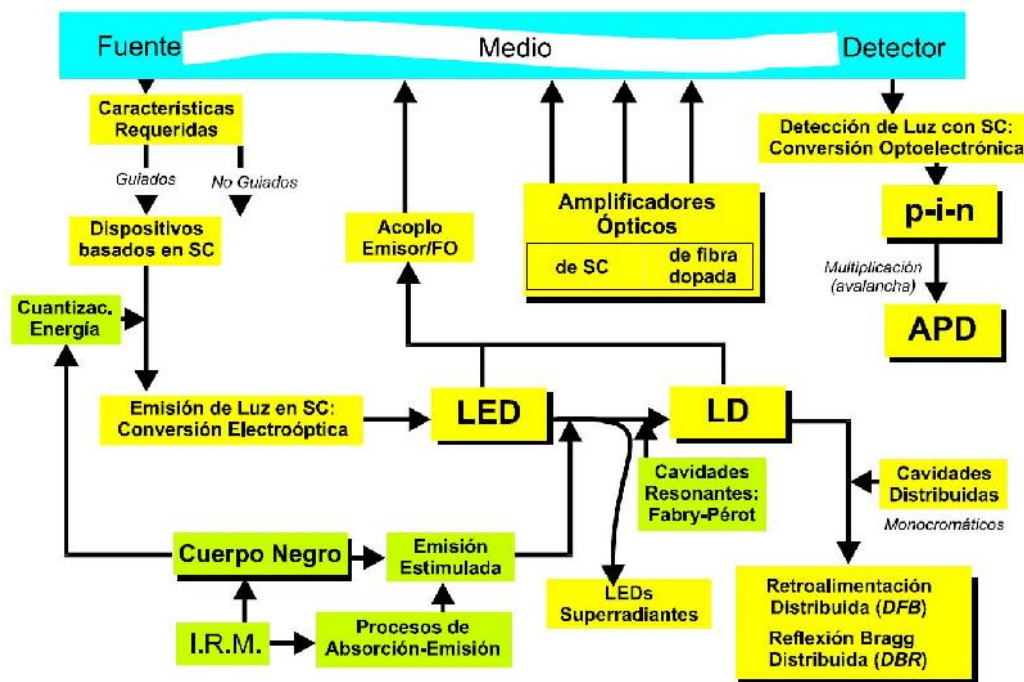 Fuente
Medio
Detector
Características
Requeridas
Guiados
No Guiados
Dispositivos
basados en SC
Cuantizac.
Energía
Emisión de Luz en SC:
Conversión Electroóptica
Acoplo
Emisor/FO
Amplificadores
Ópticos
de SC
de fibra
dopada
Detección de Luz con SC:
Conversión Optoelectrónica
p-i-n
Multiplicación
(avalancha)
APD
LED
LD
Cavidades
Resonantes:
Fabry-Pérot
Cavidades
Distribuidas
Monocromáticos
Cuerpo Negro
Emisión
Estimulada
I.R.M.
Procesos de
Absorción-Emisión
LEDs
Superradiantes
Retroalimentación
Distribuida (DFB)
Reflexión Bragg
Distribuida (DBR)